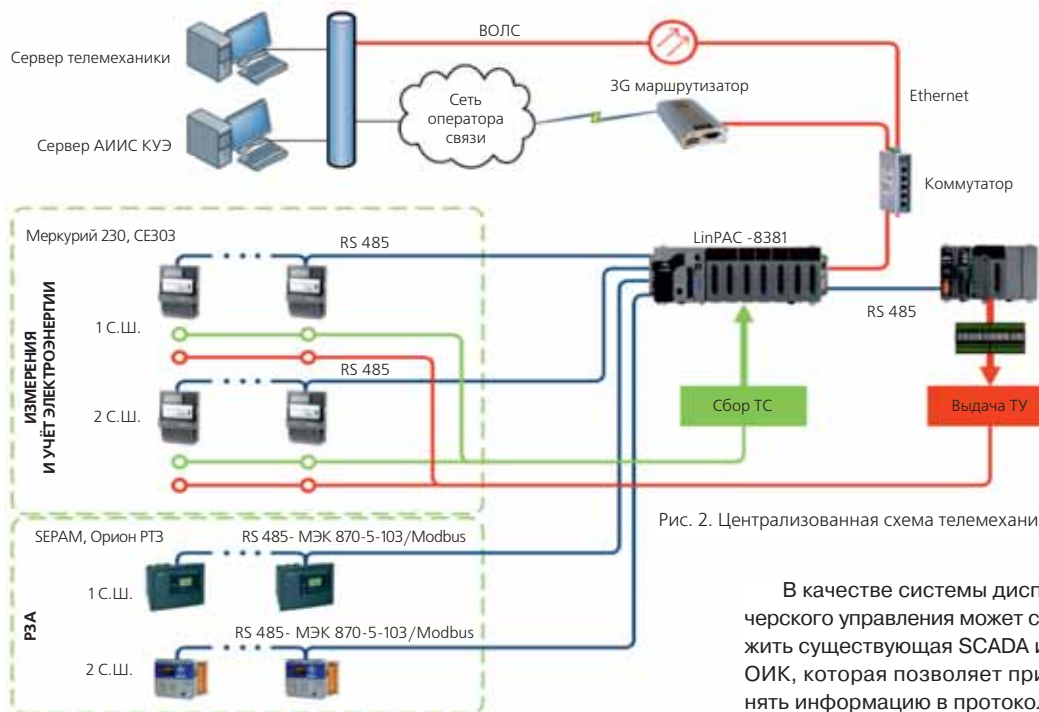 ВОЛС
Сервер телемеханики
3G маршрутизатор
Сеть
оператора
связи
Ethernet
Сервер АИИС КУЭ
Коммутатор
Меркурий 230, СЕ303
RS 485
LinPAC -8381
RS 485
1 С.Ш.
ИЗМЕРЕНИЯ
И УЧЁТ ЭЛЕКТРОЭНЕРГИИ
RS 485
2 С.Ш.
Сбор ТС
Выдача ТУ
Рис. 2. Централизованная схема телемехани
SEPAM, Орион РТЗ
RS 485- МЭК 870-5-103/Modbus
1 С.Ш.
РЗА
RS 485- МЭК 870-5-103/Modbus
2 С.Ш.
В качестве системы дисп
черского управления может с
жить существующая SCADA и
ОИК, которая позволяет при
нять информацию в протокол